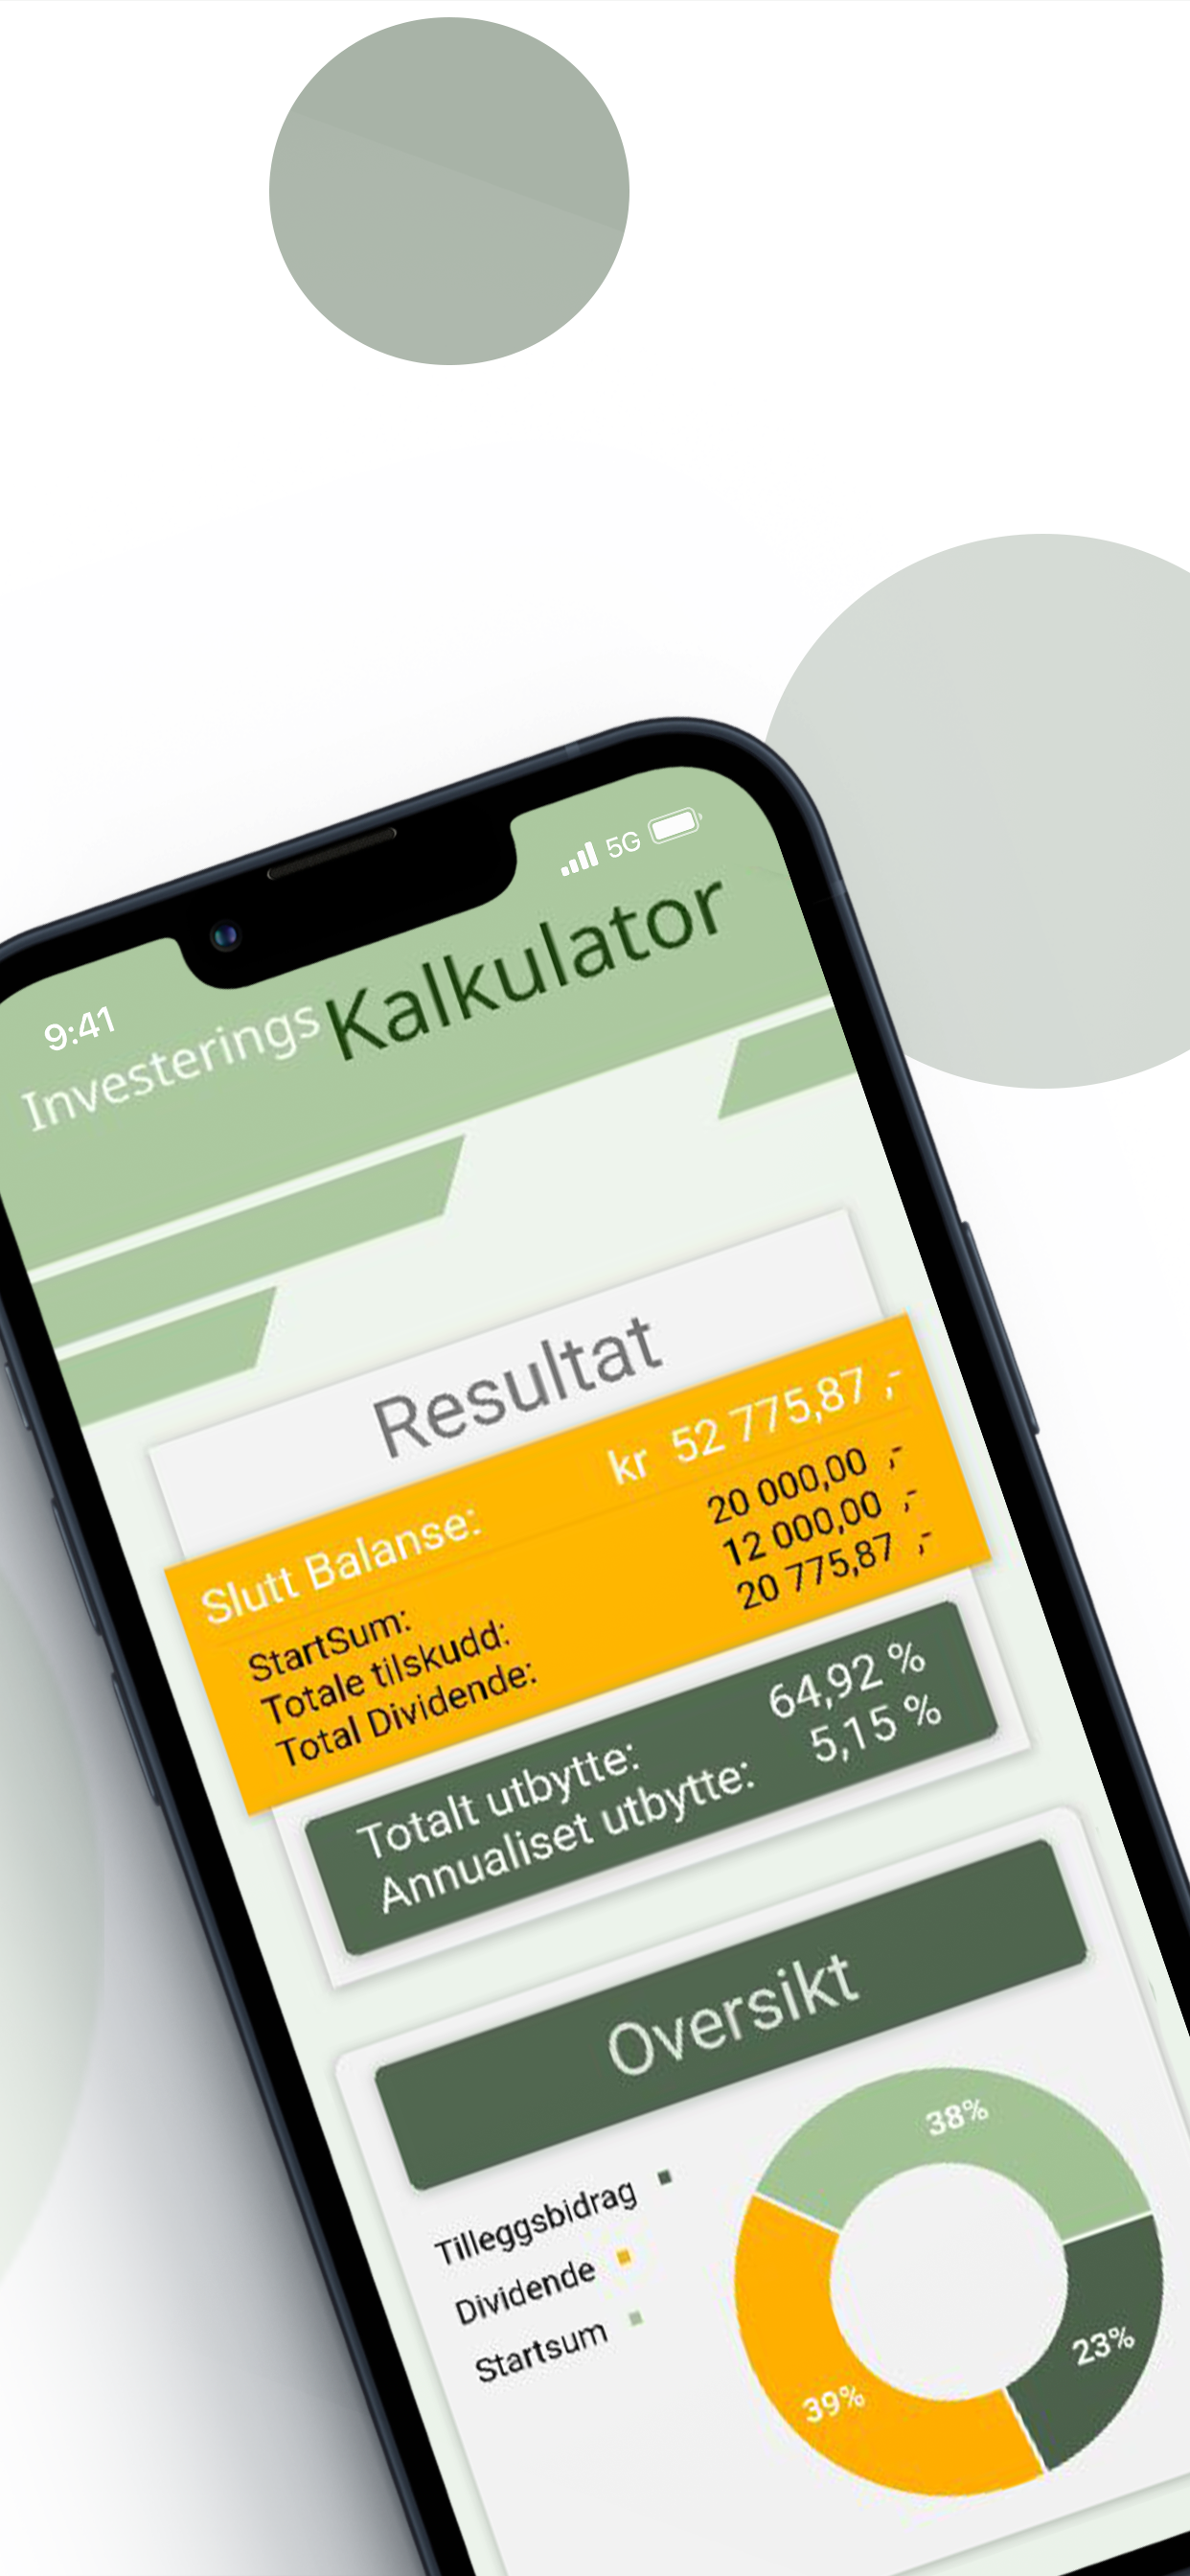 9:41
5G
InvesteringsKalkulator
Resultat
Slutt Balanse: kr 52 775,87 ,-
StartSum: 20 000,00 ,-
Totale tilskudd: 12 000,00 ,-
Total Dividende: 20 775,87 ,-
Totalt utbytte: 64,92 %
Annualiset utbytte: 5,15 %
Oversikt
Tilleggsbidrag
Dividende
Startsum
38%
23%
39%